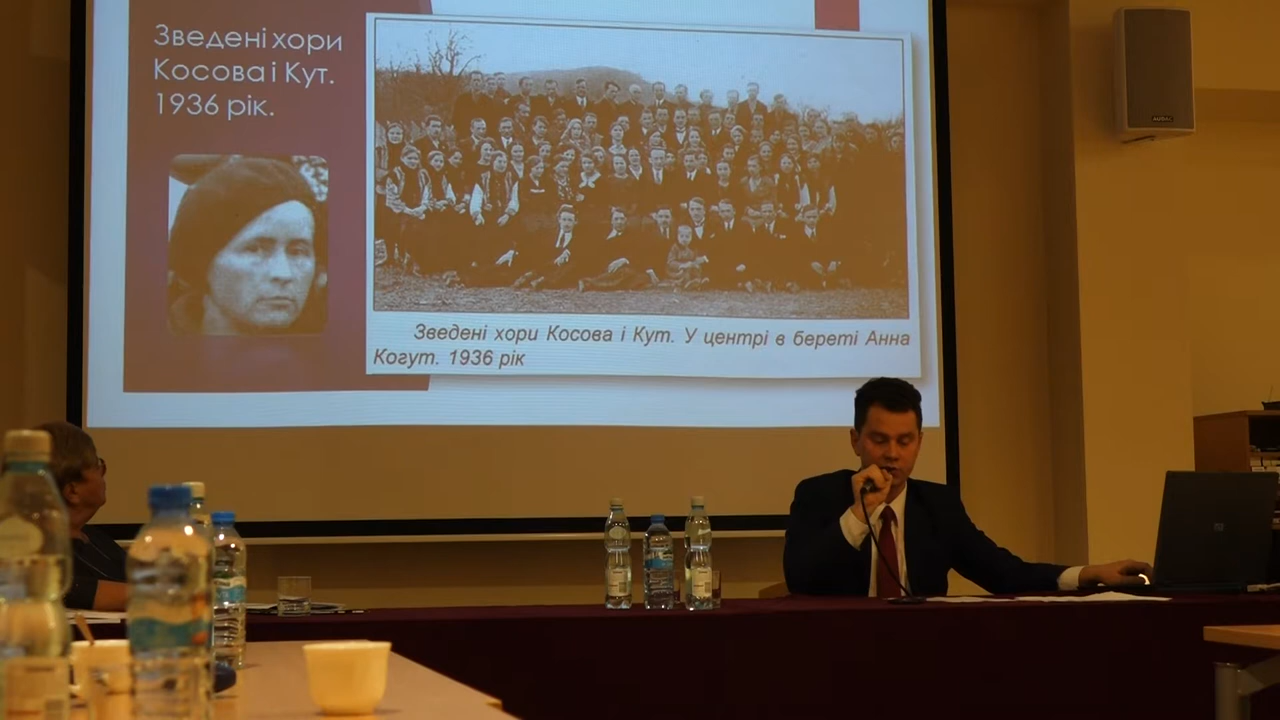 Зведені хори
Косова і Кут.
1936 рік.
Зведені хори Косова і Кут. У центрі в береті Анна
Когут. 1936 рік
AUDAC